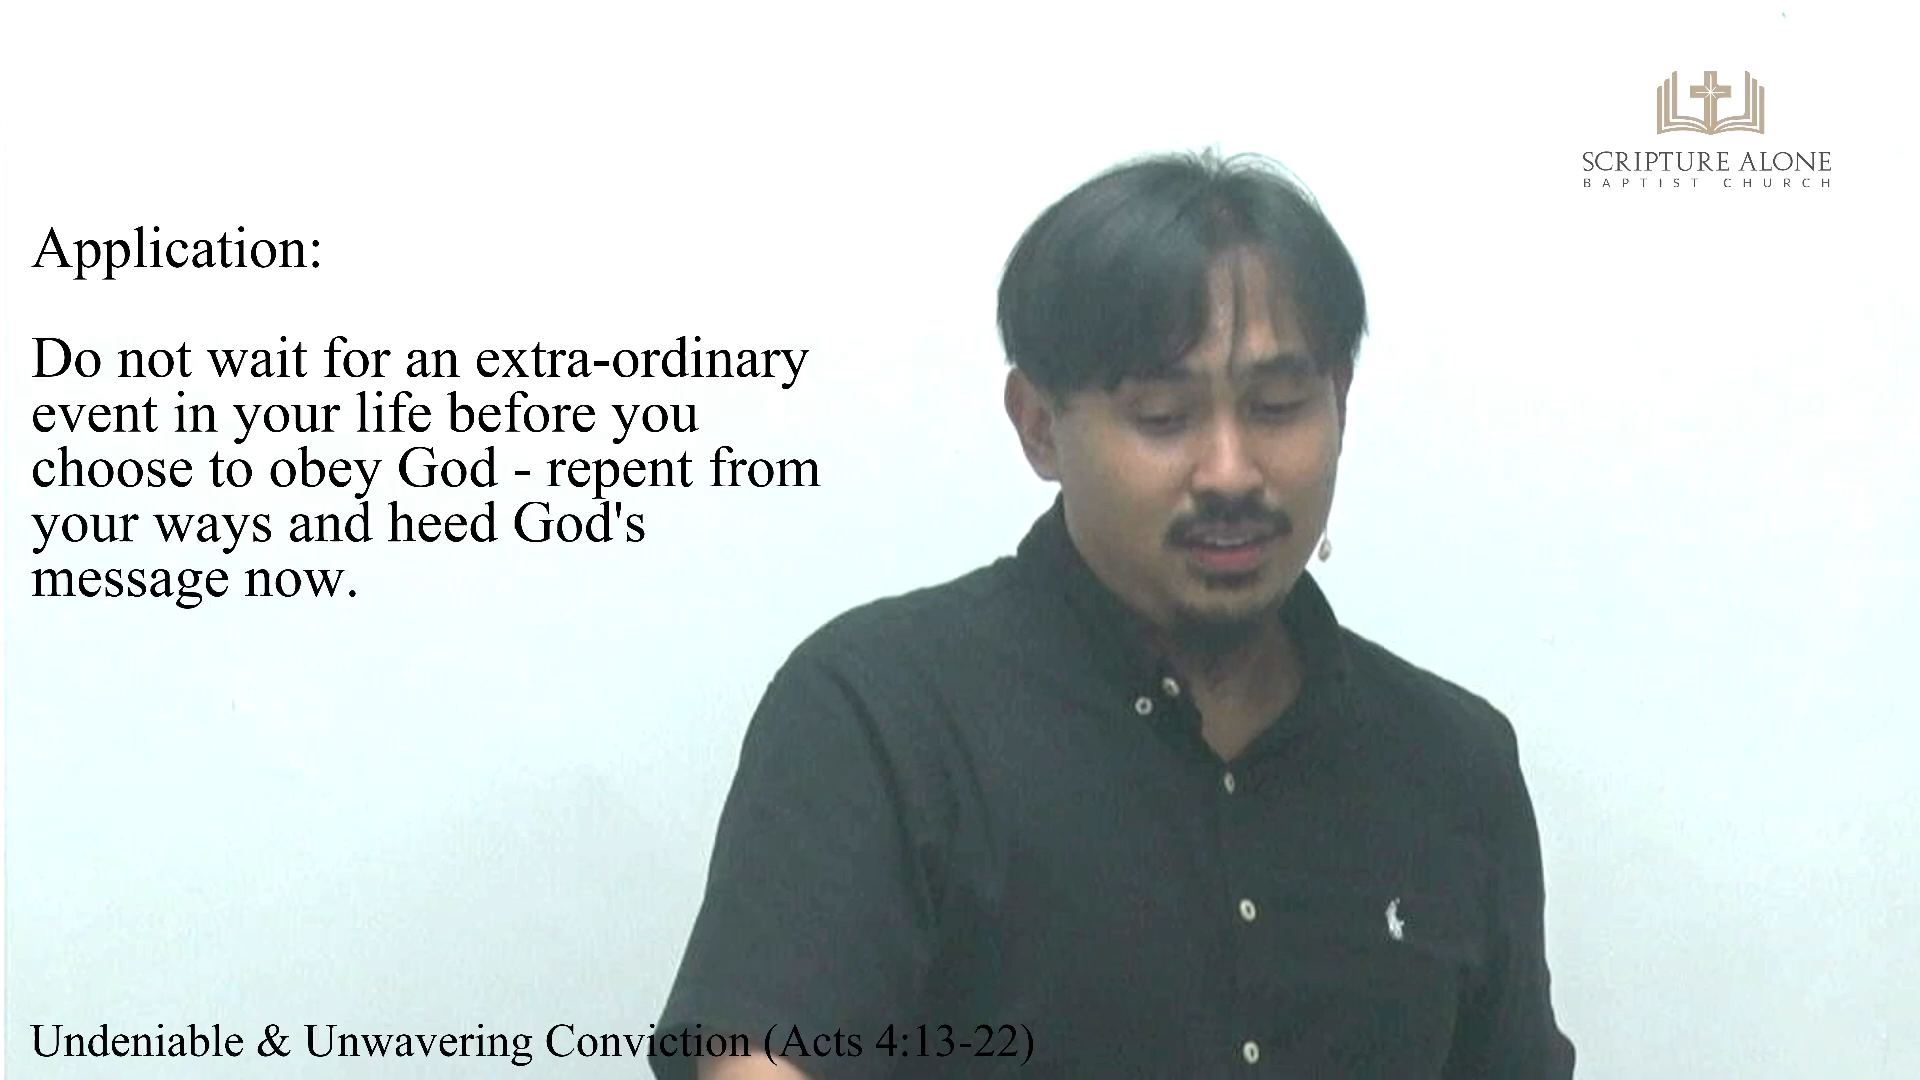 SCRIPTURE ALONE
BAPTIST CHURCH
Application:
Do not wait for an extra-ordinary
event in your life before you
choose to obey God - repent from
your ways and heed God's
message now.
Undeniable & Unwavering Conviction (Acts 4:13-22)